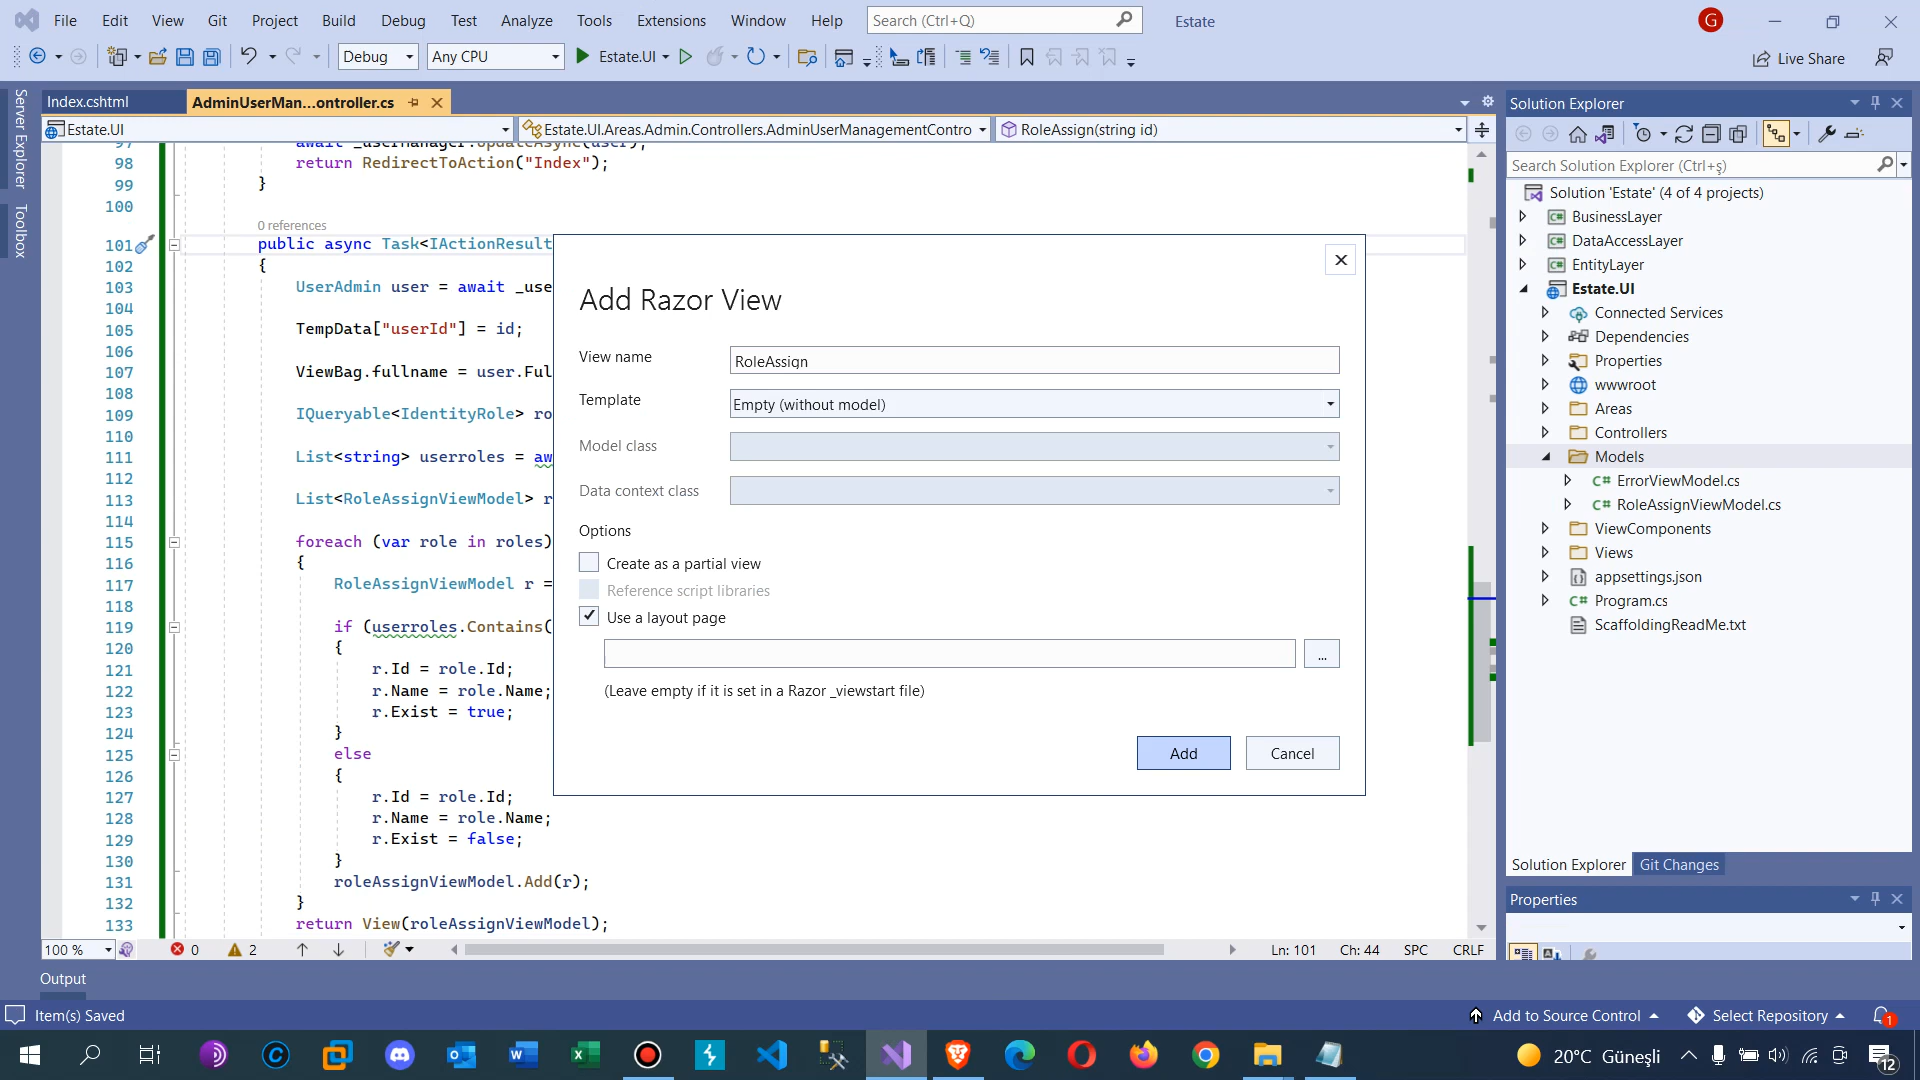 File Edit View Git Project Build Debug Test Analyze Tools Extensions Window Help Search (Ctrl+Q) Estate G
Debug Any CPU Estate.UI Live Share
Server Explorer
Toolbox
Index.cshtml AdminUserMan...ontroller.cs
Estate.UI Estate.UI.Areas.Admin.Controllers.AdminUserManagementContro RoleAssign(string id)
97 await _userManager.UpdateAsync(user);
98 return RedirectToAction("Index");
99 }
100
0 references
101 public async Task<IActionResult
102 {
103 UserAdmin user = await _use
104
105 TempData["userId"] = id;
106
107 ViewBag.fullname = user.Ful
108
109 IQueryable<IdentityRole> ro
110
111 List<string> userroles = aw
112
113 List<RoleAssignViewModel> r
114
115 foreach (var role in roles)
116 {
117 RoleAssignViewModel r =
118
119 if (userroles.Contains(
120 {
121 r.Id = role.Id;
122 r.Name = role.Name;
123 r.Exist = true;
124 }
125 else
126 {
127 r.Id = role.Id;
128 r.Name = role.Name;
129 r.Exist = false;
130 }
131 roleAssignViewModel.Add(r);
132 }
133 return View(roleAssignViewModel);
Add Razor View
View name RoleAssign
Template Empty (without model)
Model class
Data context class
Options
Create as a partial view
Reference script libraries
Use a layout page
...
(Leave empty if it is set in a Razor _viewstart file)
Add Cancel
Solution Explorer
Search Solution Explorer (Ctrl+ş)
Solution 'Estate' (4 of 4 projects)
BusinessLayer
DataAccessLayer
EntityLayer
Estate.UI
Connected Services
Dependencies
Properties
wwwroot
Areas
Controllers
Models
C# ErrorViewModel.cs
C# RoleAssignViewModel.cs
ViewComponents
Views
appsettings.json
C# Program.cs
ScaffoldingReadMe.txt
Solution Explorer Git Changes
Properties
100 % 0 2 Ln: 101 Ch: 44 SPC CRLF
Output
Item(s) Saved Add to Source Control Select Repository 1
20°C Güneşli 12